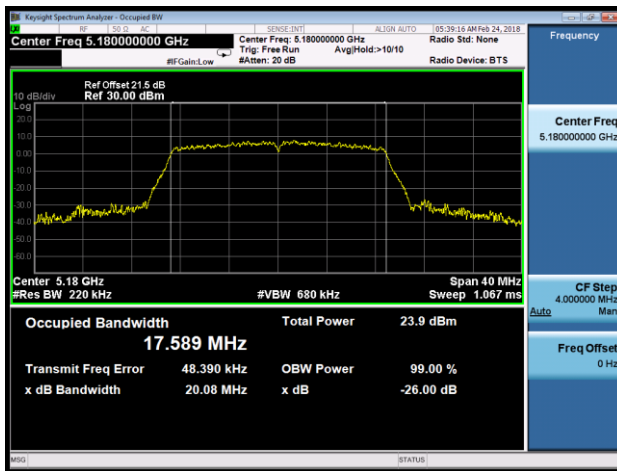 Keysight Spectrum Analyzer - Occupied BW
RF 50 Ω AC SENSE:INT ALIGN AUTO 05:39:16 AM Feb 24, 2018
Center Freq 5.180000000 GHz Center Freq: 5.180000000 GHz Radio Std: None Frequency
Trig: Free Run Avg|Hold:>10/10
#IFGain:Low #Atten: 20 dB Radio Device: BTS
Ref Offset 21.5 dB
10 dB/div Ref 30.00 dBm
Log
20.0
10.0
0.00
-10.0
-20.0
-30.0
-40.0
-50.0
-60.0
Center Freq
5.180000000 GHz
Center 5.18 GHz Span 40 MHz
#Res BW 220 kHz #VBW 680 kHz Sweep 1.067 ms
CF Step
4.000000 MHz
Auto Man
Occupied Bandwidth Total Power 23.9 dBm
17.589 MHz
Transmit Freq Error 48.390 kHz OBW Power 99.00 %
x dB Bandwidth 20.08 MHz x dB -26.00 dB
Freq Offset
0 Hz
MSG STATUS